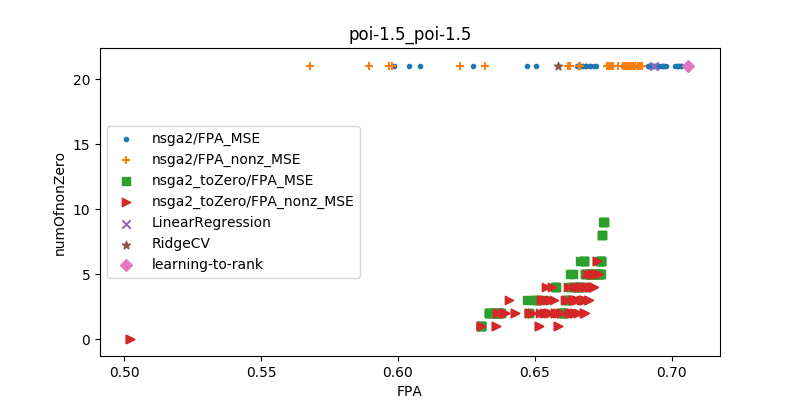 poi-1.5_poi-1.5
numOfnonZero
20
15
10
5
0
nsga2/FPA_MSE
nsga2/FPA_nonz_MSE
nsga2_toZero/FPA_MSE
nsga2_toZero/FPA_nonz_MSE
LinearRegression
RidgeCV
learning-to-rank
0.50 0.55 0.60 0.65 0.70
FPA